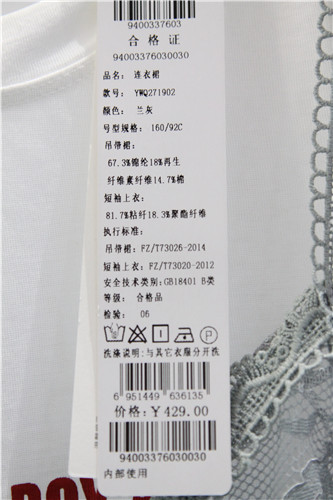 9400337603
合格证
94003376030030
品名: 连衣裙
款号: YWQ271902
颜色: 兰灰
号型规格: 160/92C
吊带裙:
67.3%锦纶18%再生
纤维素纤维14.7%棉
短袖上衣:
81.7%粘纤18.3%聚酯纤维
执行标准:
吊带裙: FZ/T73026-2014
短袖上衣: FZ/T73020-2012
安全技术类别:GB18401 B类
等级: 合格品
检验: 06
P
洗涤说明:与其它衣服分开洗
6 951449 636135
价格:￥429.00
94003376030030
内部使用